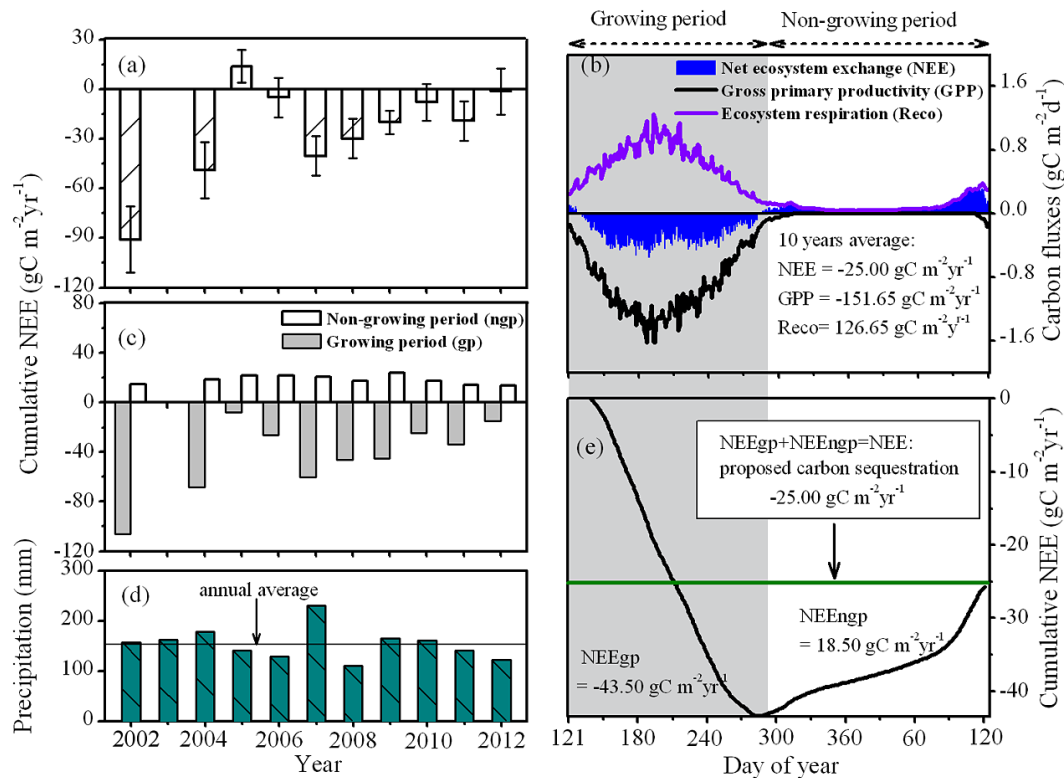 Growing period
Non-growing period
Cumulative NEE (gC m⁻²yr⁻¹)
30
0
-30
-60
-90
-120
(a)
(b)
Net ecosystem exchange (NEE)
Gross primary productivity (GPP)
Ecosystem respiration (Reco)
10 years average:
NEE = -25.00 gC m⁻²yr⁻¹
GPP = -151.65 gC m⁻²yr⁻¹
Reco= 126.65 gC m⁻²yr⁻¹
1.6
0.8
0.0
-0.8
-1.6
Carbon fluxes (gC m⁻²d⁻¹)
60
20
0
-40
-80
-120
(c)
Non-growing period (ngp)
Growing period (gp)
Precipitation (mm)
300
200
100
0
(d)
annual average
2002
2004
2006
2008
2010
2012
Year
(e)
NEEgp+NEEngp=NEE:
proposed carbon sequestration
-25.00 gC m⁻²yr⁻¹
NEEgp
= -43.50 gC m⁻²yr⁻¹
NEEngp
= 18.50 gC m⁻²yr⁻¹
0
-10
-20
-30
-40
Cumulative NEE (gC m⁻²yr⁻¹)
121
180
240
300
360
60
120
Day of year